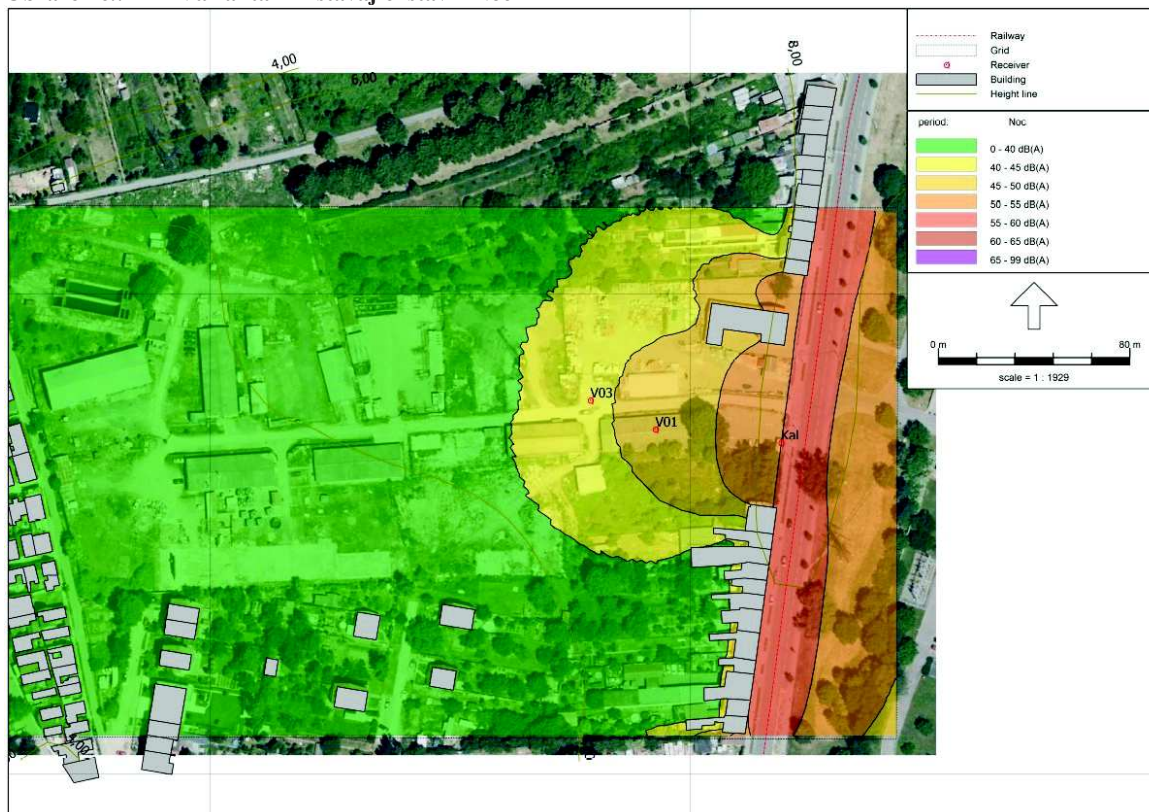 4,00
6,00
8,00
V03
V01
Kal
Railway
Grid
Receiver
Building
Height line
period:
Noc
0 - 40 dB(A)
40 - 45 dB(A)
45 - 50 dB(A)
50 - 55 dB(A)
55 - 60 dB(A)
60 - 65 dB(A)
65 - 99 dB(A)
0 m
80 m
scale = 1 : 1929